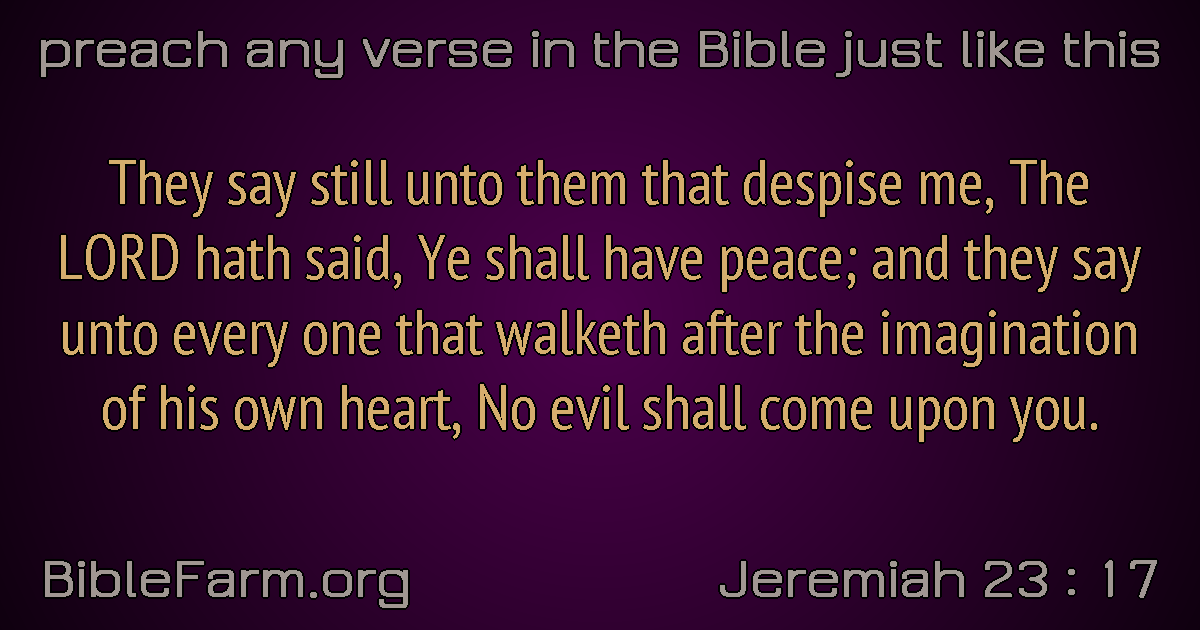 preach any verse in the Bible just like this
They say still unto them that despise me, The
LORD hath said, Ye shall have peace; and they say
unto every one that walketh after the imagination
of his own heart, No evil shall come upon you.
BibleFarm.org
Jeremiah 23 : 17